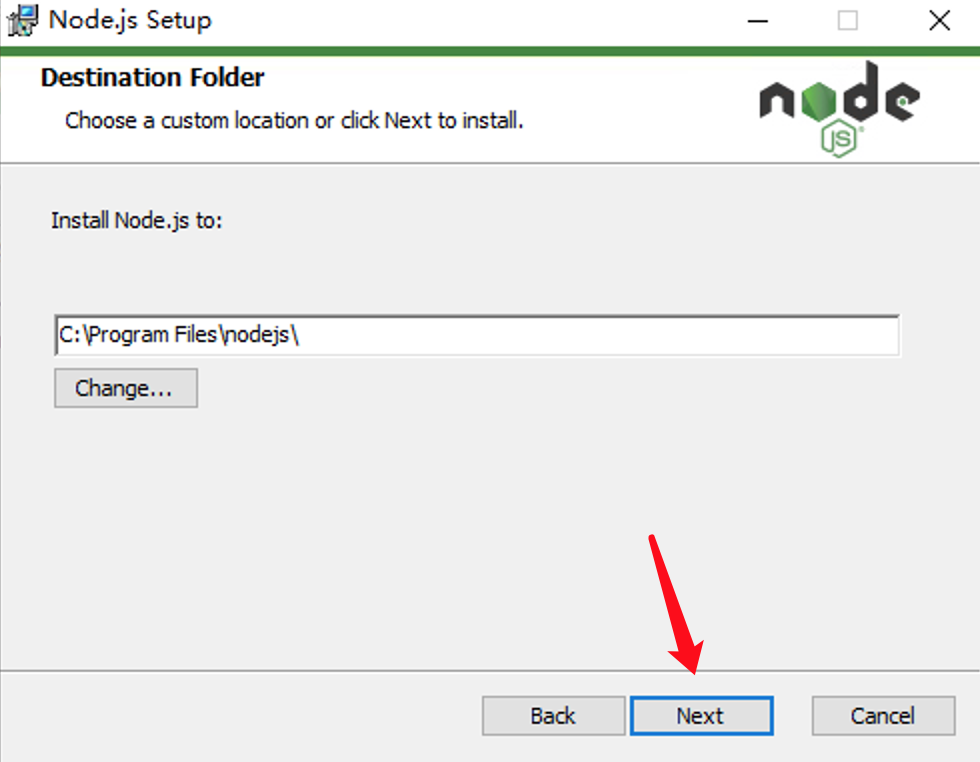 Node.js Setup
Destination Folder
Choose a custom location or click Next to install.
node
JS
Install Node.js to:
C:\Program Files\nodejs\
Change...
Back
Next
Cancel